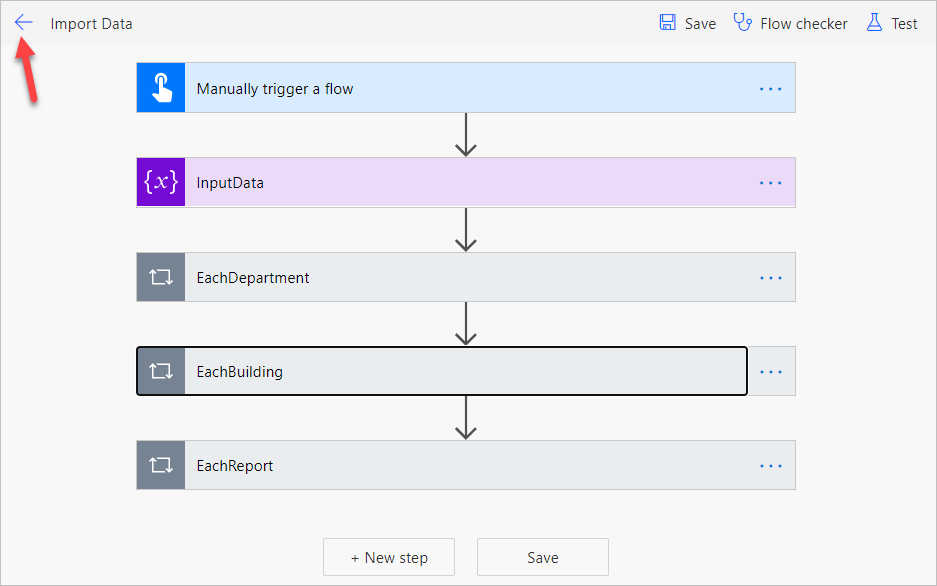 Import Data
Save Flow checker Test
Manually trigger a flow
{x} InputData
EachDepartment
EachBuilding
EachReport
+ New step Save